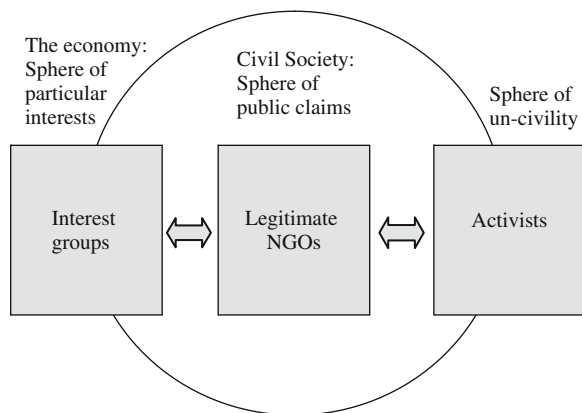 The economy:
Sphere of
particular
interests
Civil Society:
Sphere of
public claims
Sphere of
un-civility
Interest
groups
Legitimate
NGOs
Activists